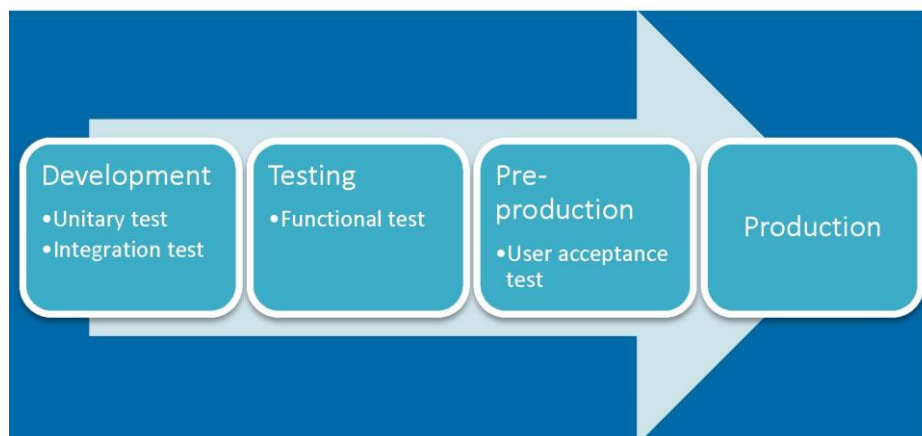 Development
•Unitary test
•Integration test
Testing
•Functional test
Pre-
production
•User acceptance
test
Production